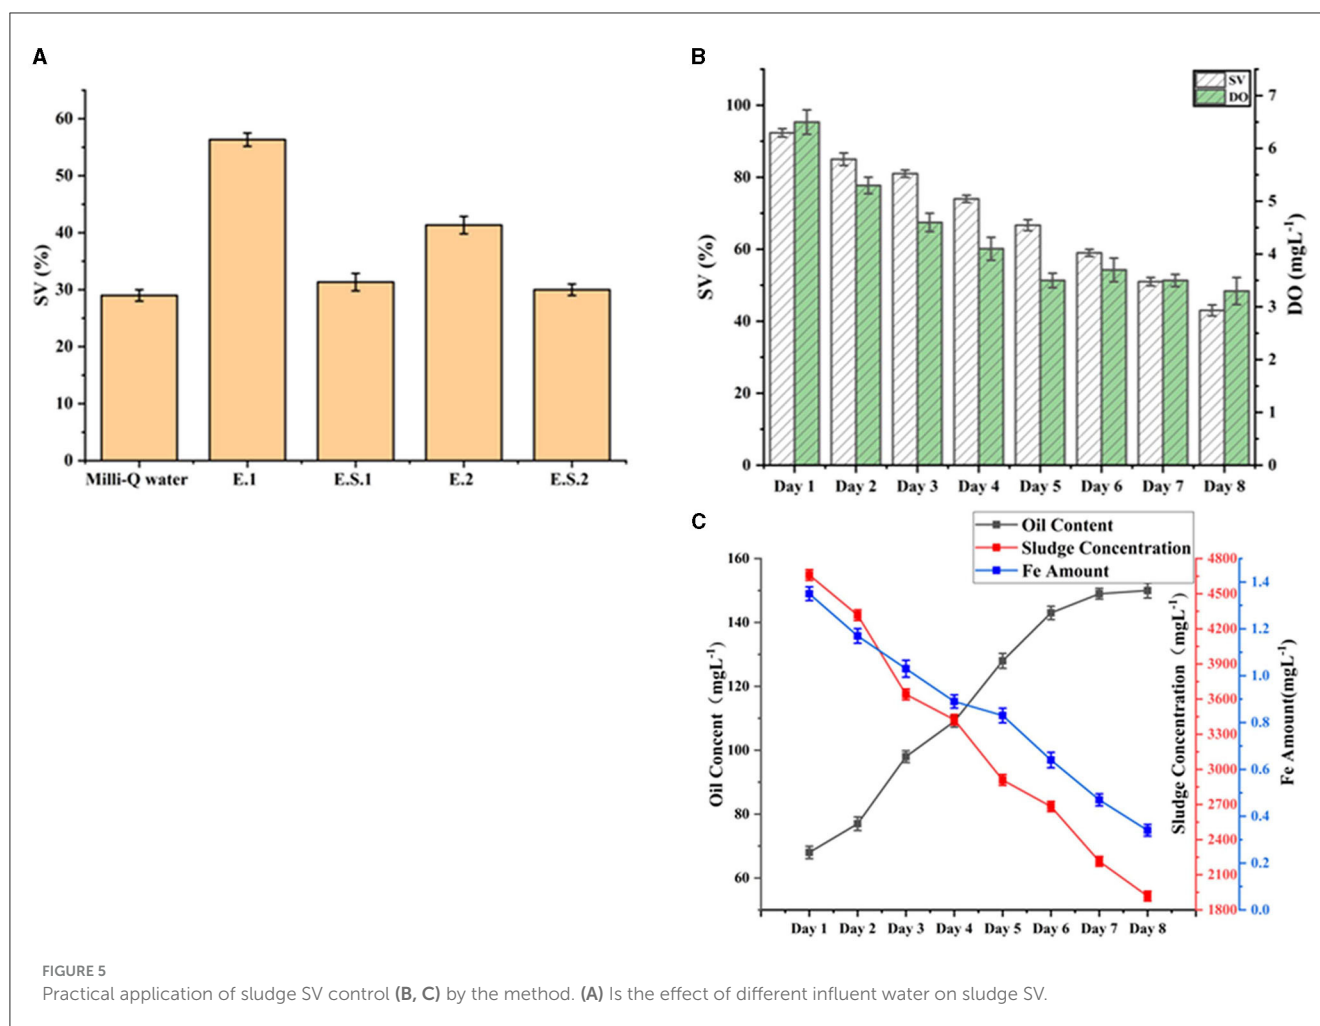 A
SV (%)
60
50
40
30
20
10
0
Milli-Q water E.1 E.S.1 E.2 E.S.2
B
SV
DO
SV (%)
100
80
60
40
20
0
DO (mgL-1)
7
6
5
4
3
2
1
0
Day 1 Day 2 Day 3 Day 4 Day 5 Day 6 Day 7 Day 8
C
Oil Content
Sludge Concentration
Fe Amount
Oil Concent（mgL-1)
160
140
120
100
80
60
Sludge Concentration（mgL-1)
4800
4500
4200
3900
3600
3300
3000
2700
2400
2100
1800
Fe Amount(mgL-1)
1.4
1.2
1.0
0.8
0.6
0.4
0.2
0.0
Day 1 Day 2 Day 3 Day 4 Day 5 Day 6 Day 7 Day 8
FIGURE 5
Practical application of sludge SV control (B, C) by the method. (A) Is the effect of different influent water on sludge SV.